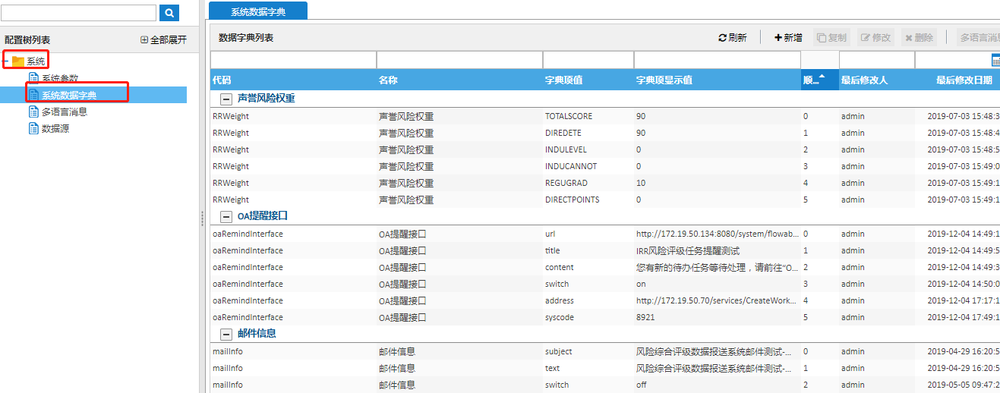 系统数据字典
配置树列表 全部展开
数据字典列表 刷新 新增 复制 修改 删除 多语言消息
系统
系统参数
系统数据字典
多语言消息
数据源
代码 名称 字典项值 字典项显示值 顺... 最后修改人 最后修改日期
声誉风险权重
RRWeight 声誉风险权重 TOTALSCORE 90 0 admin 2019-07-03 15:48:3
RRWeight 声誉风险权重 DIREDETE 90 1 admin 2019-07-03 15:48:4
RRWeight 声誉风险权重 INDULEVEL 0 2 admin 2019-07-03 15:48:5
RRWeight 声誉风险权重 INDUCANNOT 0 3 admin 2019-07-03 15:49:0
RRWeight 声誉风险权重 REGUGRAD 10 4 admin 2019-07-03 15:49:1
RRWeight 声誉风险权重 DIRECTPOINTS 0 5 admin 2019-07-03 15:49:1
OA提醒接口
oaRemindInterface OA提醒接口 url http://172.19.50.134:8080/system/flowab... 0 admin 2019-12-04 14:49:1
oaRemindInterface OA提醒接口 title IRR风险评级任务提醒测试 1 admin 2019-12-04 14:49:5
oaRemindInterface OA提醒接口 content 您有新的待办任务等待处理，请前往“O... 2 admin 2019-12-04 14:49:3
oaRemindInterface OA提醒接口 switch on 3 admin 2019-12-04 14:50:0
oaRemindInterface OA提醒接口 address http://172.19.50.70/services/CreateWork... 4 admin 2019-12-04 17:17:1
oaRemindInterface OA提醒接口 syscode 8921 5 admin 2019-12-04 17:49:1
邮件信息
mailInfo 邮件信息 subject 风险综合评级数据报送系统邮件测试-... 0 admin 2019-04-29 16:20:5
mailInfo 邮件信息 text 风险综合评级数据报送系统邮件测试-... 1 admin 2019-04-29 16:20:5
mailInfo 邮件信息 switch off 2 admin 2019-05-05 09:47:2